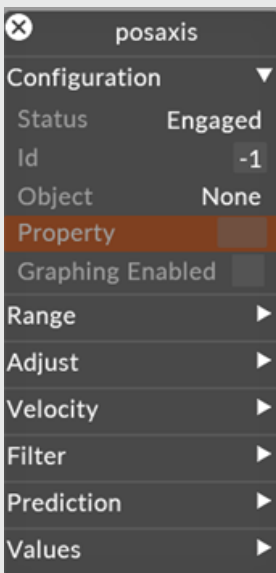 posaxis
Configuration
Status Engaged
Id -1
Object None
Property
Graphing Enabled
Range
Adjust
Velocity
Filter
Prediction
Values